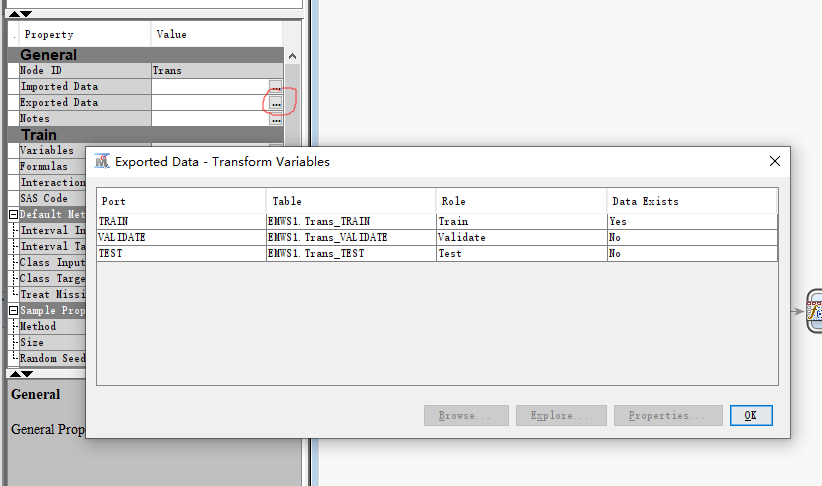 . Property Value
General
Node ID Trans
Imported Data ...
Exported Data ...
Notes ...
Train
Variables
Formulas
Interaction
SAS Code
Default Met
Interval In
Interval Ta
Class Input
Class Targe
Treat Missi
Sample Prop
Method
Size
Random Seed
General
General Prop
Exported Data - Transform Variables
Port Table Role Data Exists
TRAIN EMWS1.Trans_TRAIN Train Yes
VALIDATE EMWS1.Trans_VALIDATE Validate No
TEST EMWS1.Trans_TEST Test No
Browse... Explore... Properties... OK